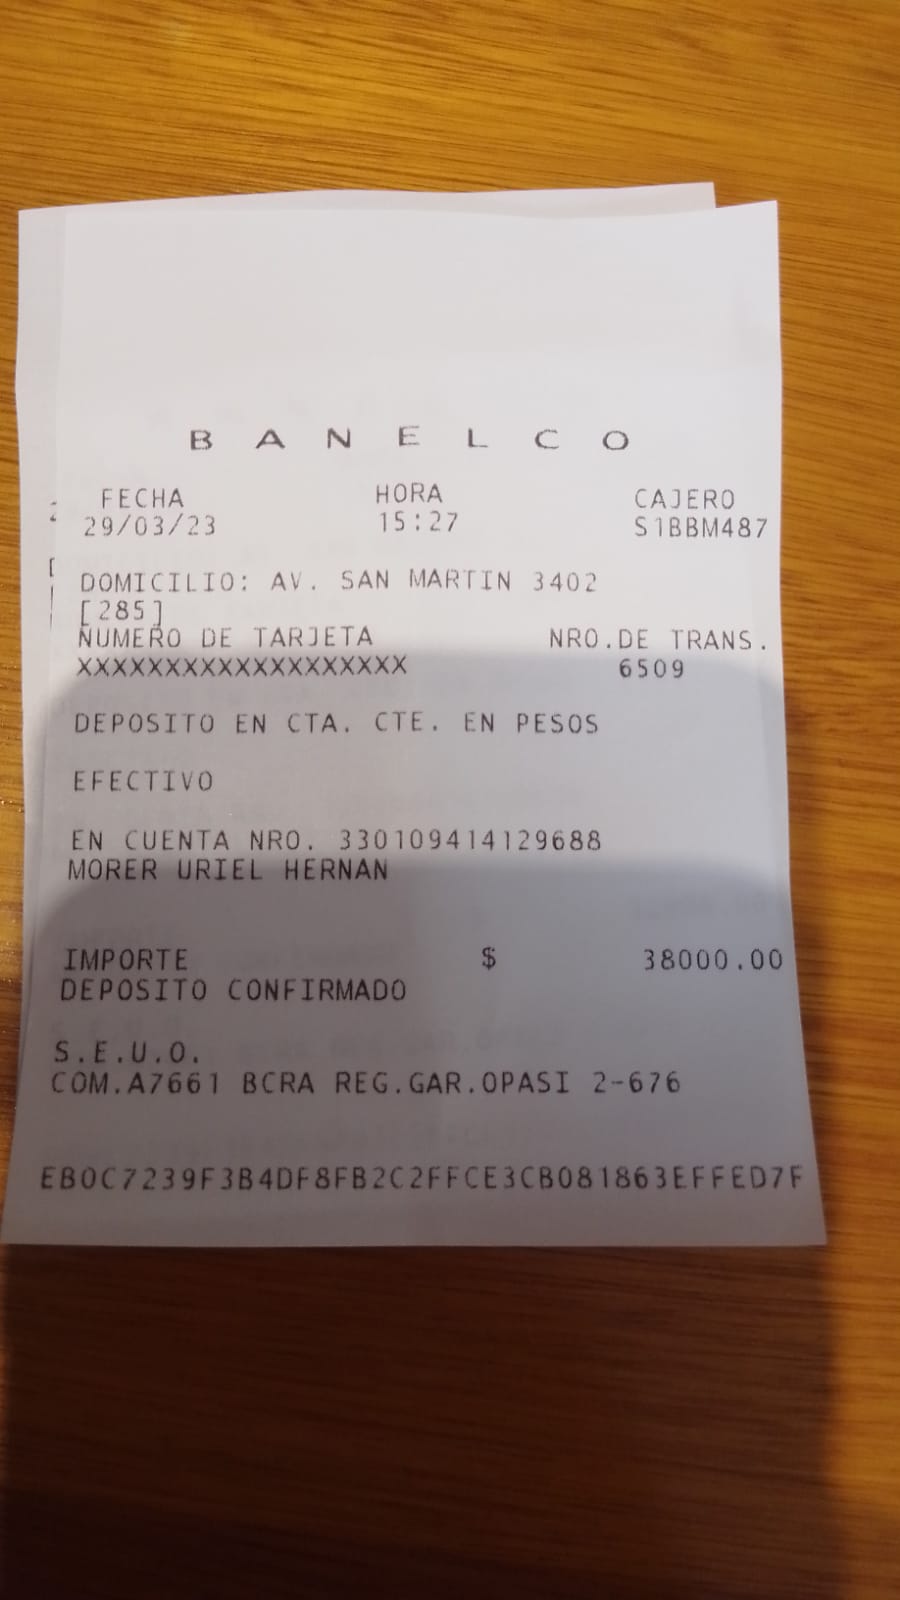 B A N E L C O
FECHA HORA CAJERO
29/03/23 15:27 S1BBM487
DOMICILIO: AV. SAN MARTIN 3402
[285]
NUMERO DE TARJETA NRO.DE TRANS.
XXXXXXXXXXXXXXXXXXX 6509
DEPOSITO EN CTA. CTE. EN PESOS
EFECTIVO
EN CUENTA NRO. 330109414129688
MORER URIEL HERNAN
IMPORTE $ 38000.00
DEPOSITO CONFIRMADO
S.E.U.O.
COM.A7661 BCRA REG.GAR.OPASI 2-676
EB0C7239F3B4DF8FB2C2FFCE3CB081863EFFED7F